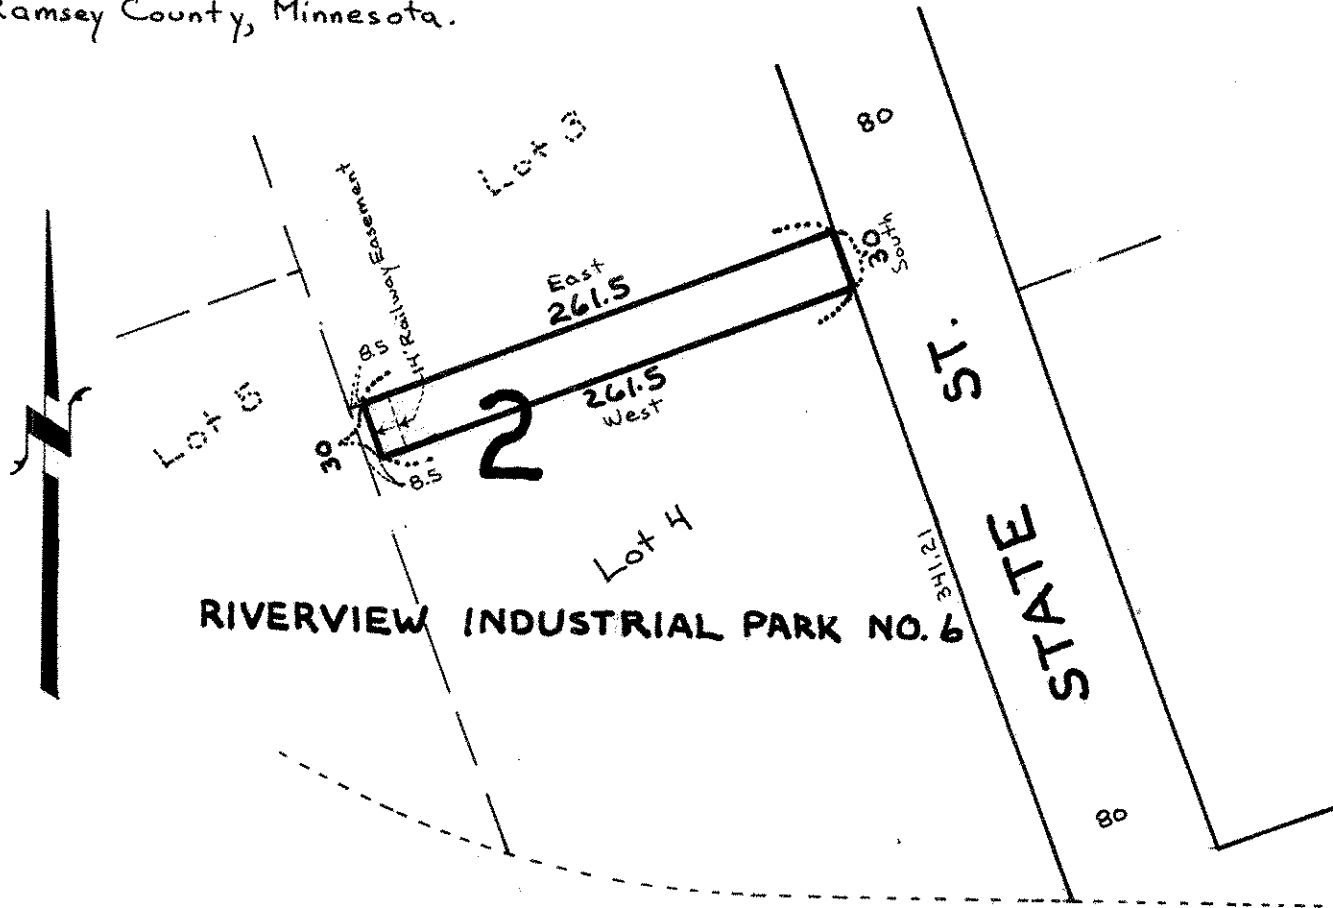 Ramsey County, Minnesota.
80
Lot 3
14' Railway Easement
30
South
East
261.5
8.5
ST.
Lot 5
261.5
West
2
30
8.5
Lot 4
341.21
STATE
RIVERVIEW INDUSTRIAL PARK NO. 6
80